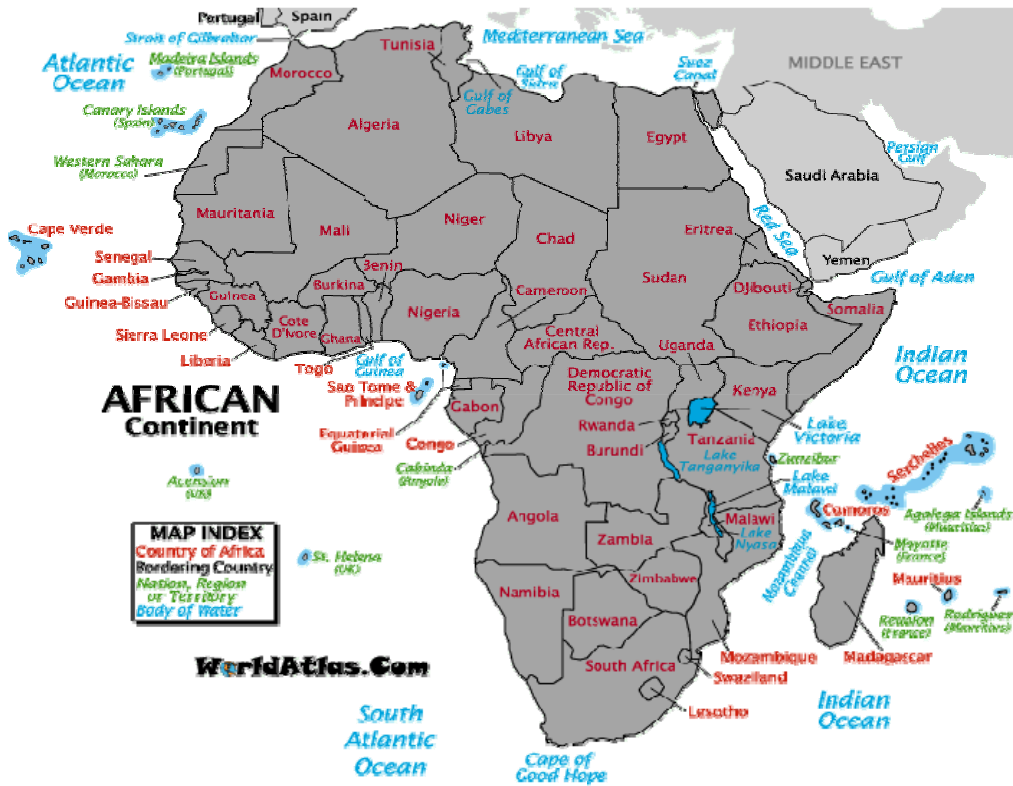 Portugal
Spain
Strait of Gilbraltar
Mediterranean Sea
Tunisia
Atlantic
Ocean
Madeira Islands
(Portugal)
Morocco
Gulf of
Sidra
Suez
Canal
MIDDLE EAST
Gulf of
Gabes
Canary Islands
(Spain)
Algeria
Libya
Egypt
Persian
Gulf
Western Sahara
(Morocco)
Saudi Arabia
Cape Verde
Mauritania
Mali
Niger
Chad
Eritrea
Red Sea
Senegal
Gambia
Guinea-Bissau
Guinea
Benin
Burkina
Cameroon
Sudan
Djibouti
Yemen
Gulf of Aden
Sierra Leone
Cote
D'Ivore
Ghana
Nigeria
Central
African Rep.
Ethiopia
Somalia
Liberia
Togo
Gulf of
Guinea
Uganda
Indian
Ocean
AFRICAN
Continent
Sao Tome &
Principe
Democratic
Republic of
Congo
Kenya
Gabon
Equatorial
Guinea
Congo
Rwanda
Burundi
Tanzania
Lake
Victoria
Lake
Tanganyika
Zanzibar
Seychelles
Cabinda
(Angola)
Lake
Malawi
Ascension
(UK)
Angola
Zambia
Malawi
Lake
Nyasa
Comoros
Agalega Islands
(Mauritius)
Mayotte
(France)
MAP INDEX
Country of Africa
Bordering Country
Nation, Region
or Territory
Body of Water
St. Helena
(UK)
Mozambique
Channel
Mauritius
Namibia
Zimbabwe
Botswana
Reunion
(France)
Rodrigues
(Mauritius)
WorldAtlas.Com
South Africa
Mozambique
Madagascar
Swaziland
Lesotho
South
Atlantic
Ocean
Indian
Ocean
Cape of
Good Hope